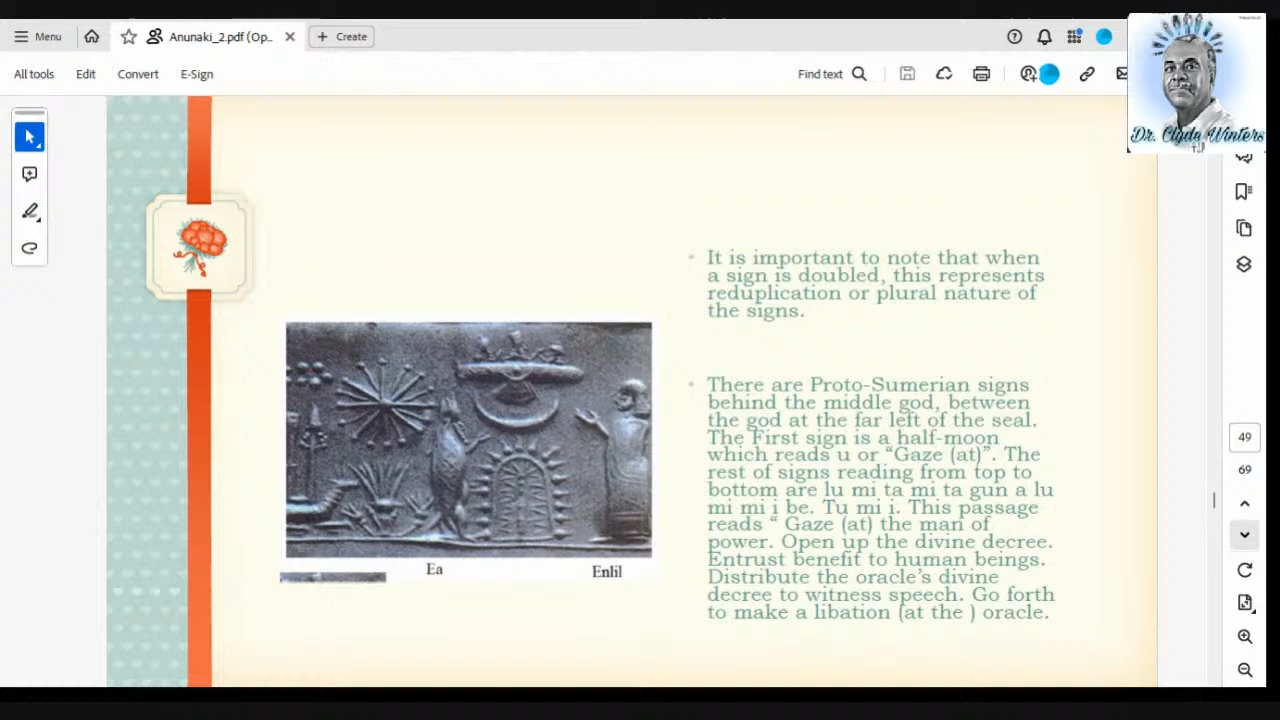 Menu
Anunaki_2.pdf (Op...
Create
All tools
Edit
Convert
E-Sign
Find text
Dr. Clyde Winters
It is important to note that when
a sign is doubled, this represents
reduplication or plural nature of
the signs.
There are Proto-Sumerian signs
behind the middle god, between
the god at the far left of the seal.
The First sign is a half-moon
which reads u or “Gaze (at)”. The
rest of signs reading from top to
bottom are lu mi ta mi ta gun a lu
mi mi i be. Tu mi i. This passage
reads “ Gaze (at) the man of
power. Open up the divine decree.
Entrust benefit to human beings.
Distribute the oracle’s divine
decree to witness speech. Go forth
to make a libation (at the ) oracle.
Ea
Enlil
49
69